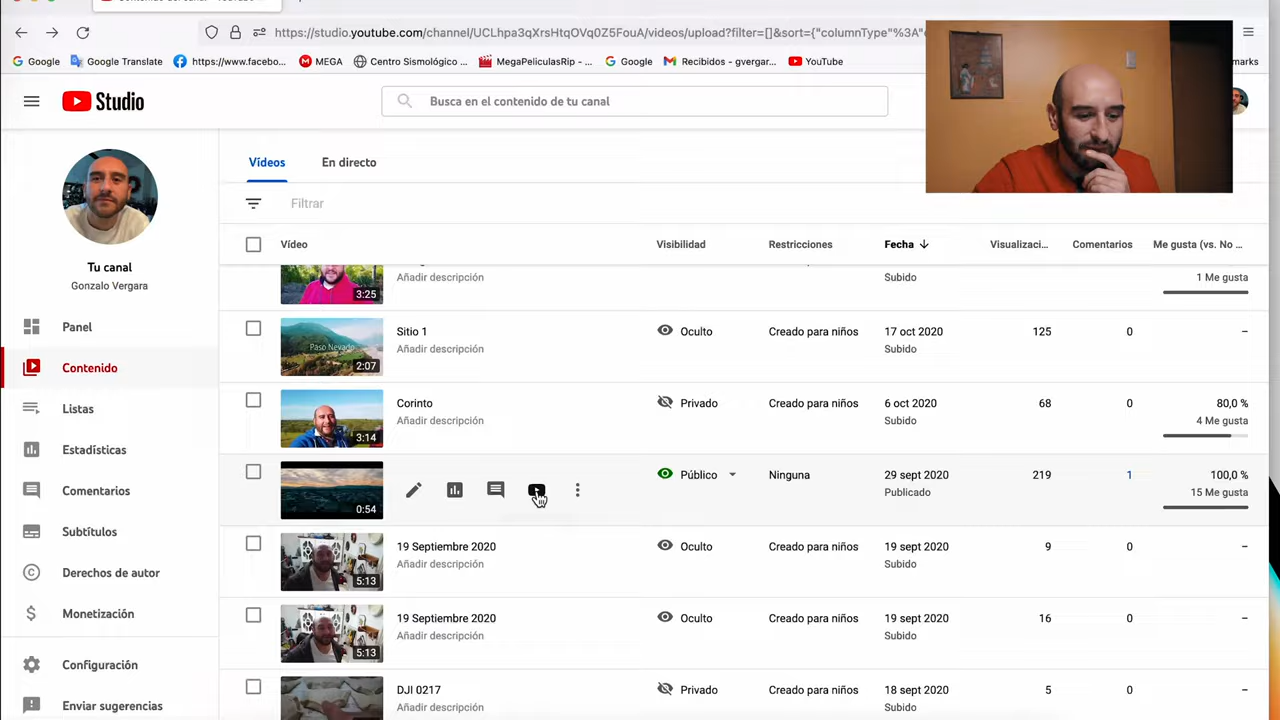 https://studio.youtube.com/channel/UCLhpa3qXrsHtqOVq0Z5FouA/videos/upload?filter=[]&sort={"columnType"%3A"
Google Google Translate https://www.facebo... MEGA Centro Sismológico ... MegaPeliculasRip - ... Google Recibidos - gvergar... YouTube
Studio
Busca en el contenido de tu canal
Vídeos En directo
Filtrar
Vídeo Visibilidad Restricciones Fecha Visualizaci... Comentarios Me gusta (vs. No ...
3:25
Añadir descripción
Subido
1 Me gusta
Paso Nevado
2:07
Sitio 1
Añadir descripción
Oculto
Creado para niños
17 oct 2020
Subido
125
0
–
3:14
Corinto
Añadir descripción
Privado
Creado para niños
6 oct 2020
Subido
68
0
80,0 %
4 Me gusta
0:54
Público
Ninguna
29 sept 2020
Publicado
219
1
100,0 %
15 Me gusta
5:13
19 Septiembre 2020
Añadir descripción
Oculto
Creado para niños
19 sept 2020
Subido
9
0
–
5:13
19 Septiembre 2020
Añadir descripción
Oculto
Creado para niños
19 sept 2020
Subido
16
0
–
DJI 0217
Añadir descripción
Privado
Creado para niños
18 sept 2020
Subido
5
0
–
Tu canal
Gonzalo Vergara
Panel
Contenido
Listas
Estadísticas
Comentarios
Subtítulos
Derechos de autor
Monetización
Configuración
Enviar sugerencias